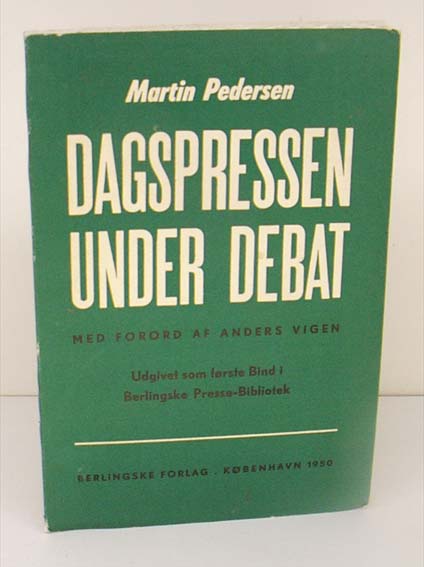 Martin Pedersen
DAGSPRESSEN
UNDER DEBAT
MED FORORD AF ANDERS VIGEN
Udgivet som første Bind i
Berlingske Presse-Bibliotek
BERLINGSKE FORLAG . KØBENHAVN 1950